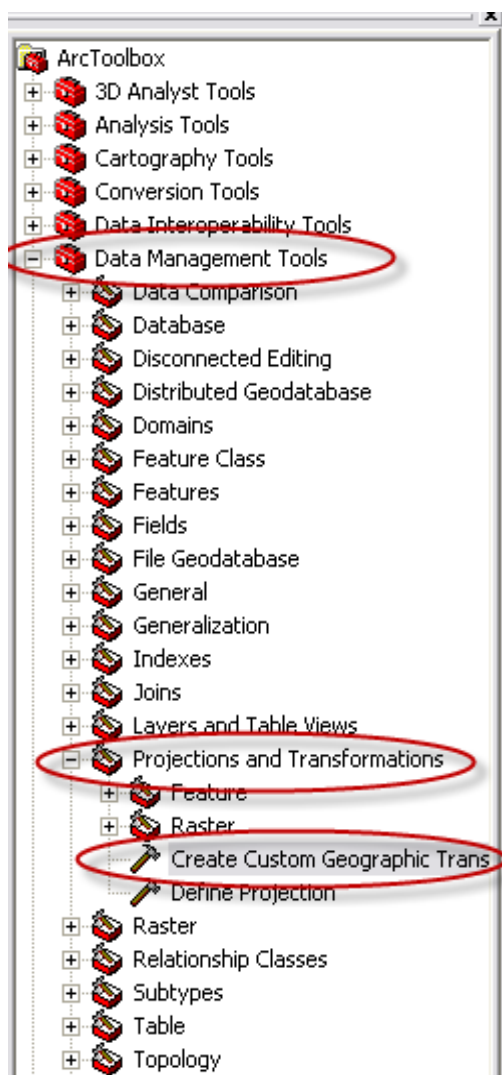 ArcToolbox
3D Analyst Tools
Analysis Tools
Cartography Tools
Conversion Tools
Data Interoperability Tools
Data Management Tools
Data Comparison
Database
Disconnected Editing
Distributed Geodatabase
Domains
Feature Class
Features
Fields
File Geodatabase
General
Generalization
Indexes
Joins
Layers and Table Views
Projections and Transformations
Feature
Raster
Create Custom Geographic Trans
Define Projection
Raster
Relationship Classes
Subtypes
Table
Topology